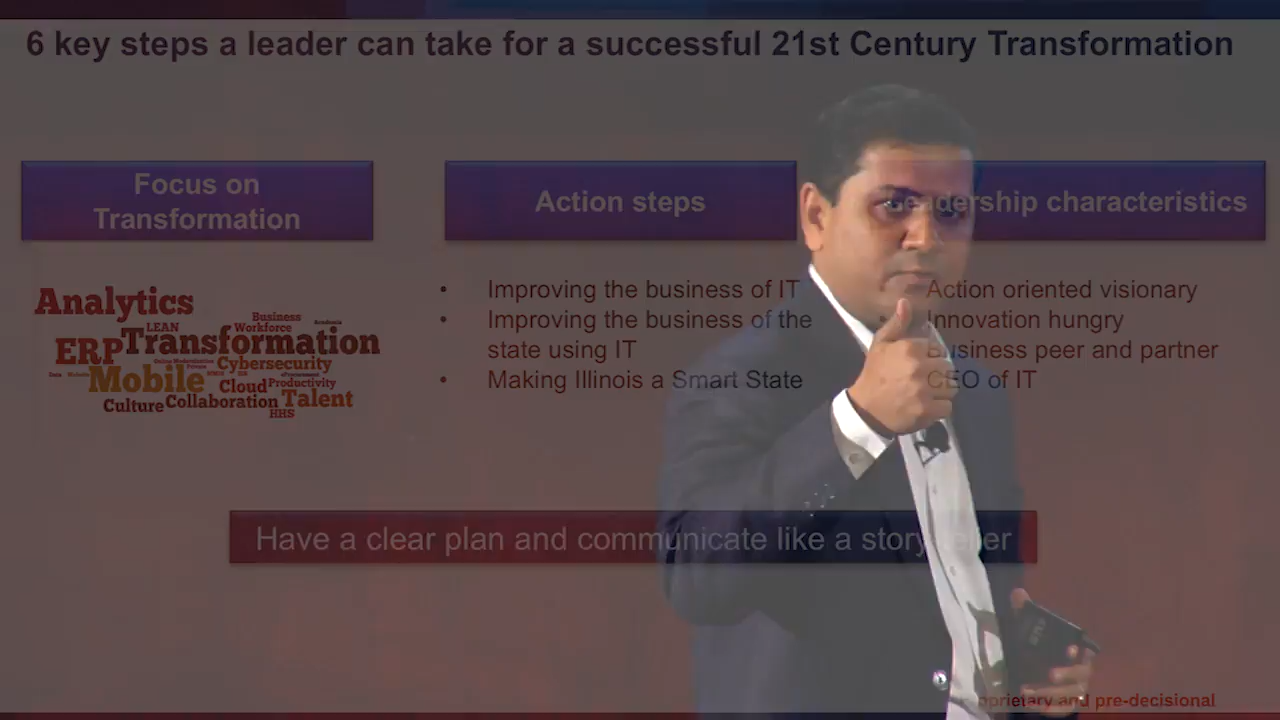 6 key steps a leader can take for a successful 21st Century Transformation
Focus on
Transformation
Action steps
Leadership characteristics
Analytics
Business
LEAN
Workforce
Transformation
ERP
Cybersecurity
Mobile
Cloud
Productivity
Culture
Collaboration
Talent
HHS
• Improving the business of IT
• Improving the business of the
state using IT
• Making Illinois a Smart State
• Action oriented visionary
• Innovation hungry
Business peer and partner
CEO of IT
Have a clear plan and communicate like a story teller
and pre-decisional